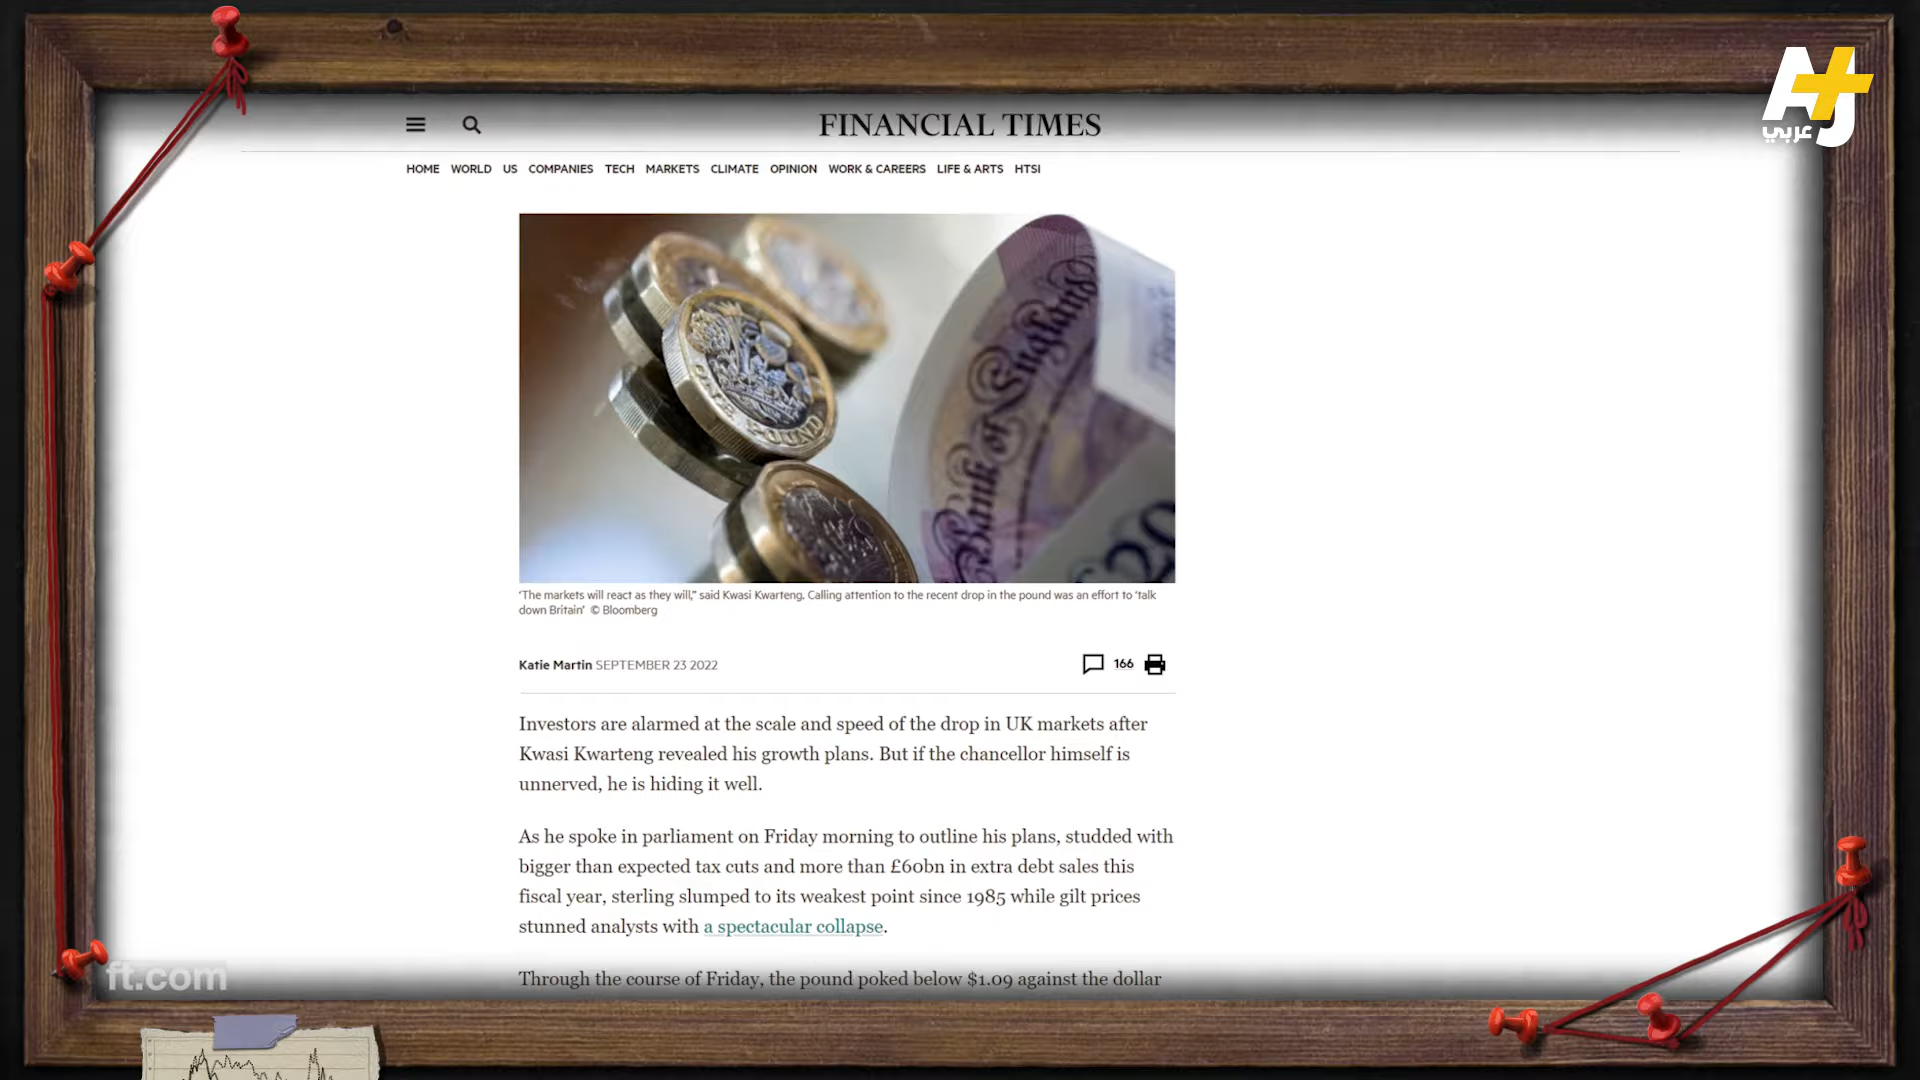 عربي
FINANCIAL TIMES
HOME WORLD US COMPANIES TECH MARKETS CLIMATE OPINION WORK & CAREERS LIFE & ARTS HTSI
ONE POUND
Bank of England
£20
‘The markets will react as they will,” said Kwasi Kwarteng. Calling attention to the recent drop in the pound was an effort to ‘talk
down Britain’ © Bloomberg
Katie Martin SEPTEMBER 23 2022
166
Investors are alarmed at the scale and speed of the drop in UK markets after
Kwasi Kwarteng revealed his growth plans. But if the chancellor himself is
unnerved, he is hiding it well.
As he spoke in parliament on Friday morning to outline his plans, studded with
bigger than expected tax cuts and more than £60bn in extra debt sales this
fiscal year, sterling slumped to its weakest point since 1985 while gilt prices
stunned analysts with a spectacular collapse.
Through the course of Friday, the pound poked below $1.09 against the dollar
ft.com